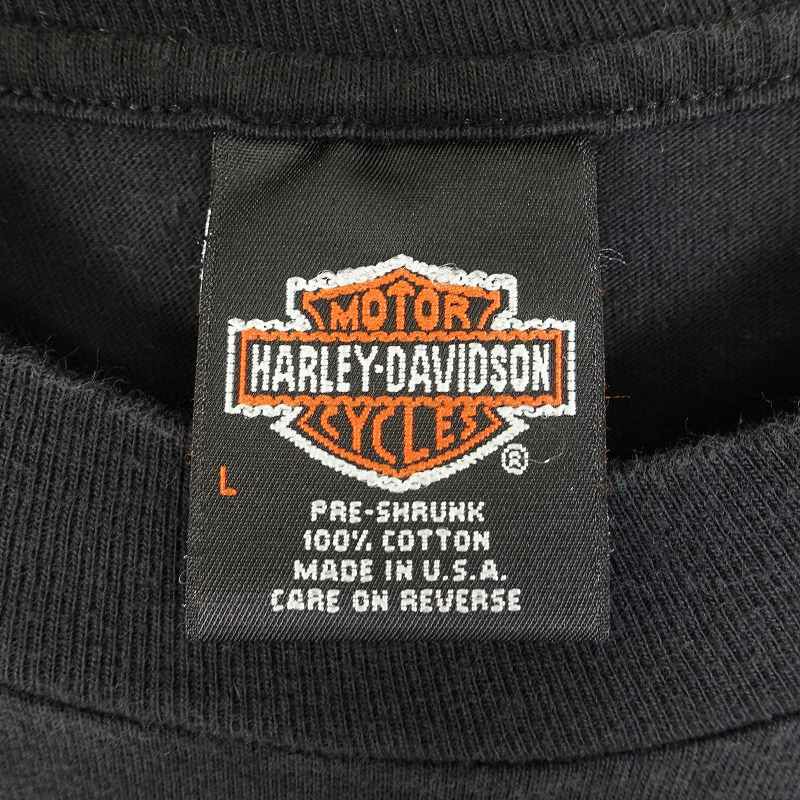 MOTOR
HARLEY-DAVIDSON
CYCLES
®
L
PRE-SHRUNK
100% COTTON
MADE IN U.S.A.
CARE ON REVERSE